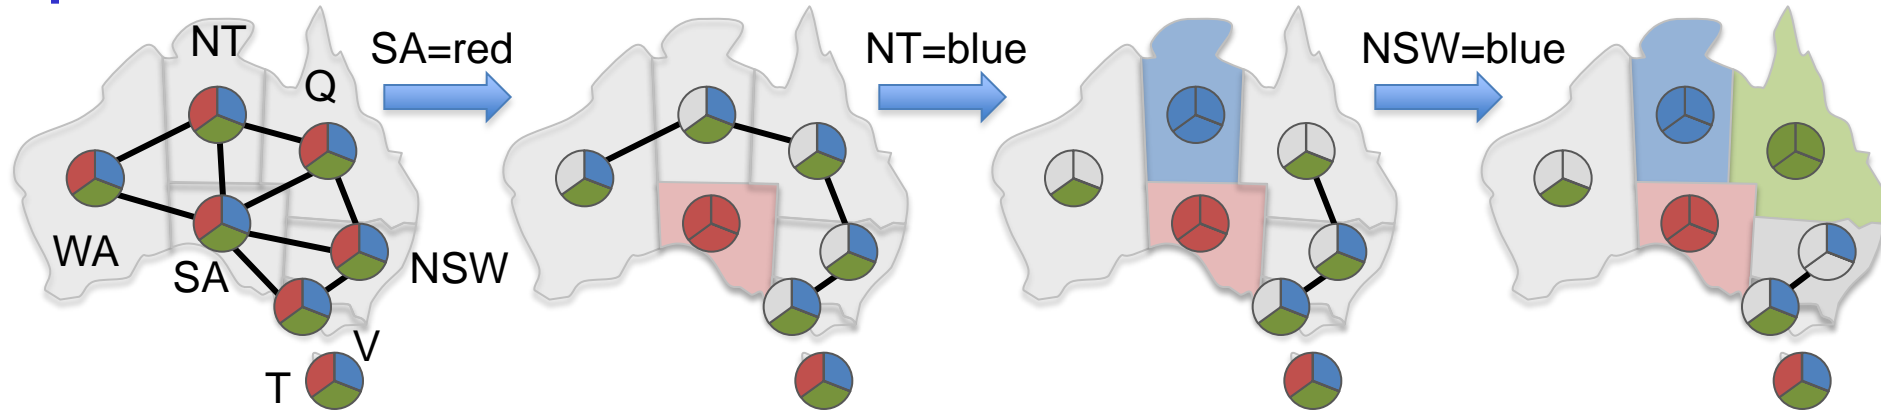 NT
SA=red
NT=blue
NSW=blue
Q
WA
SA
NSW
V
T